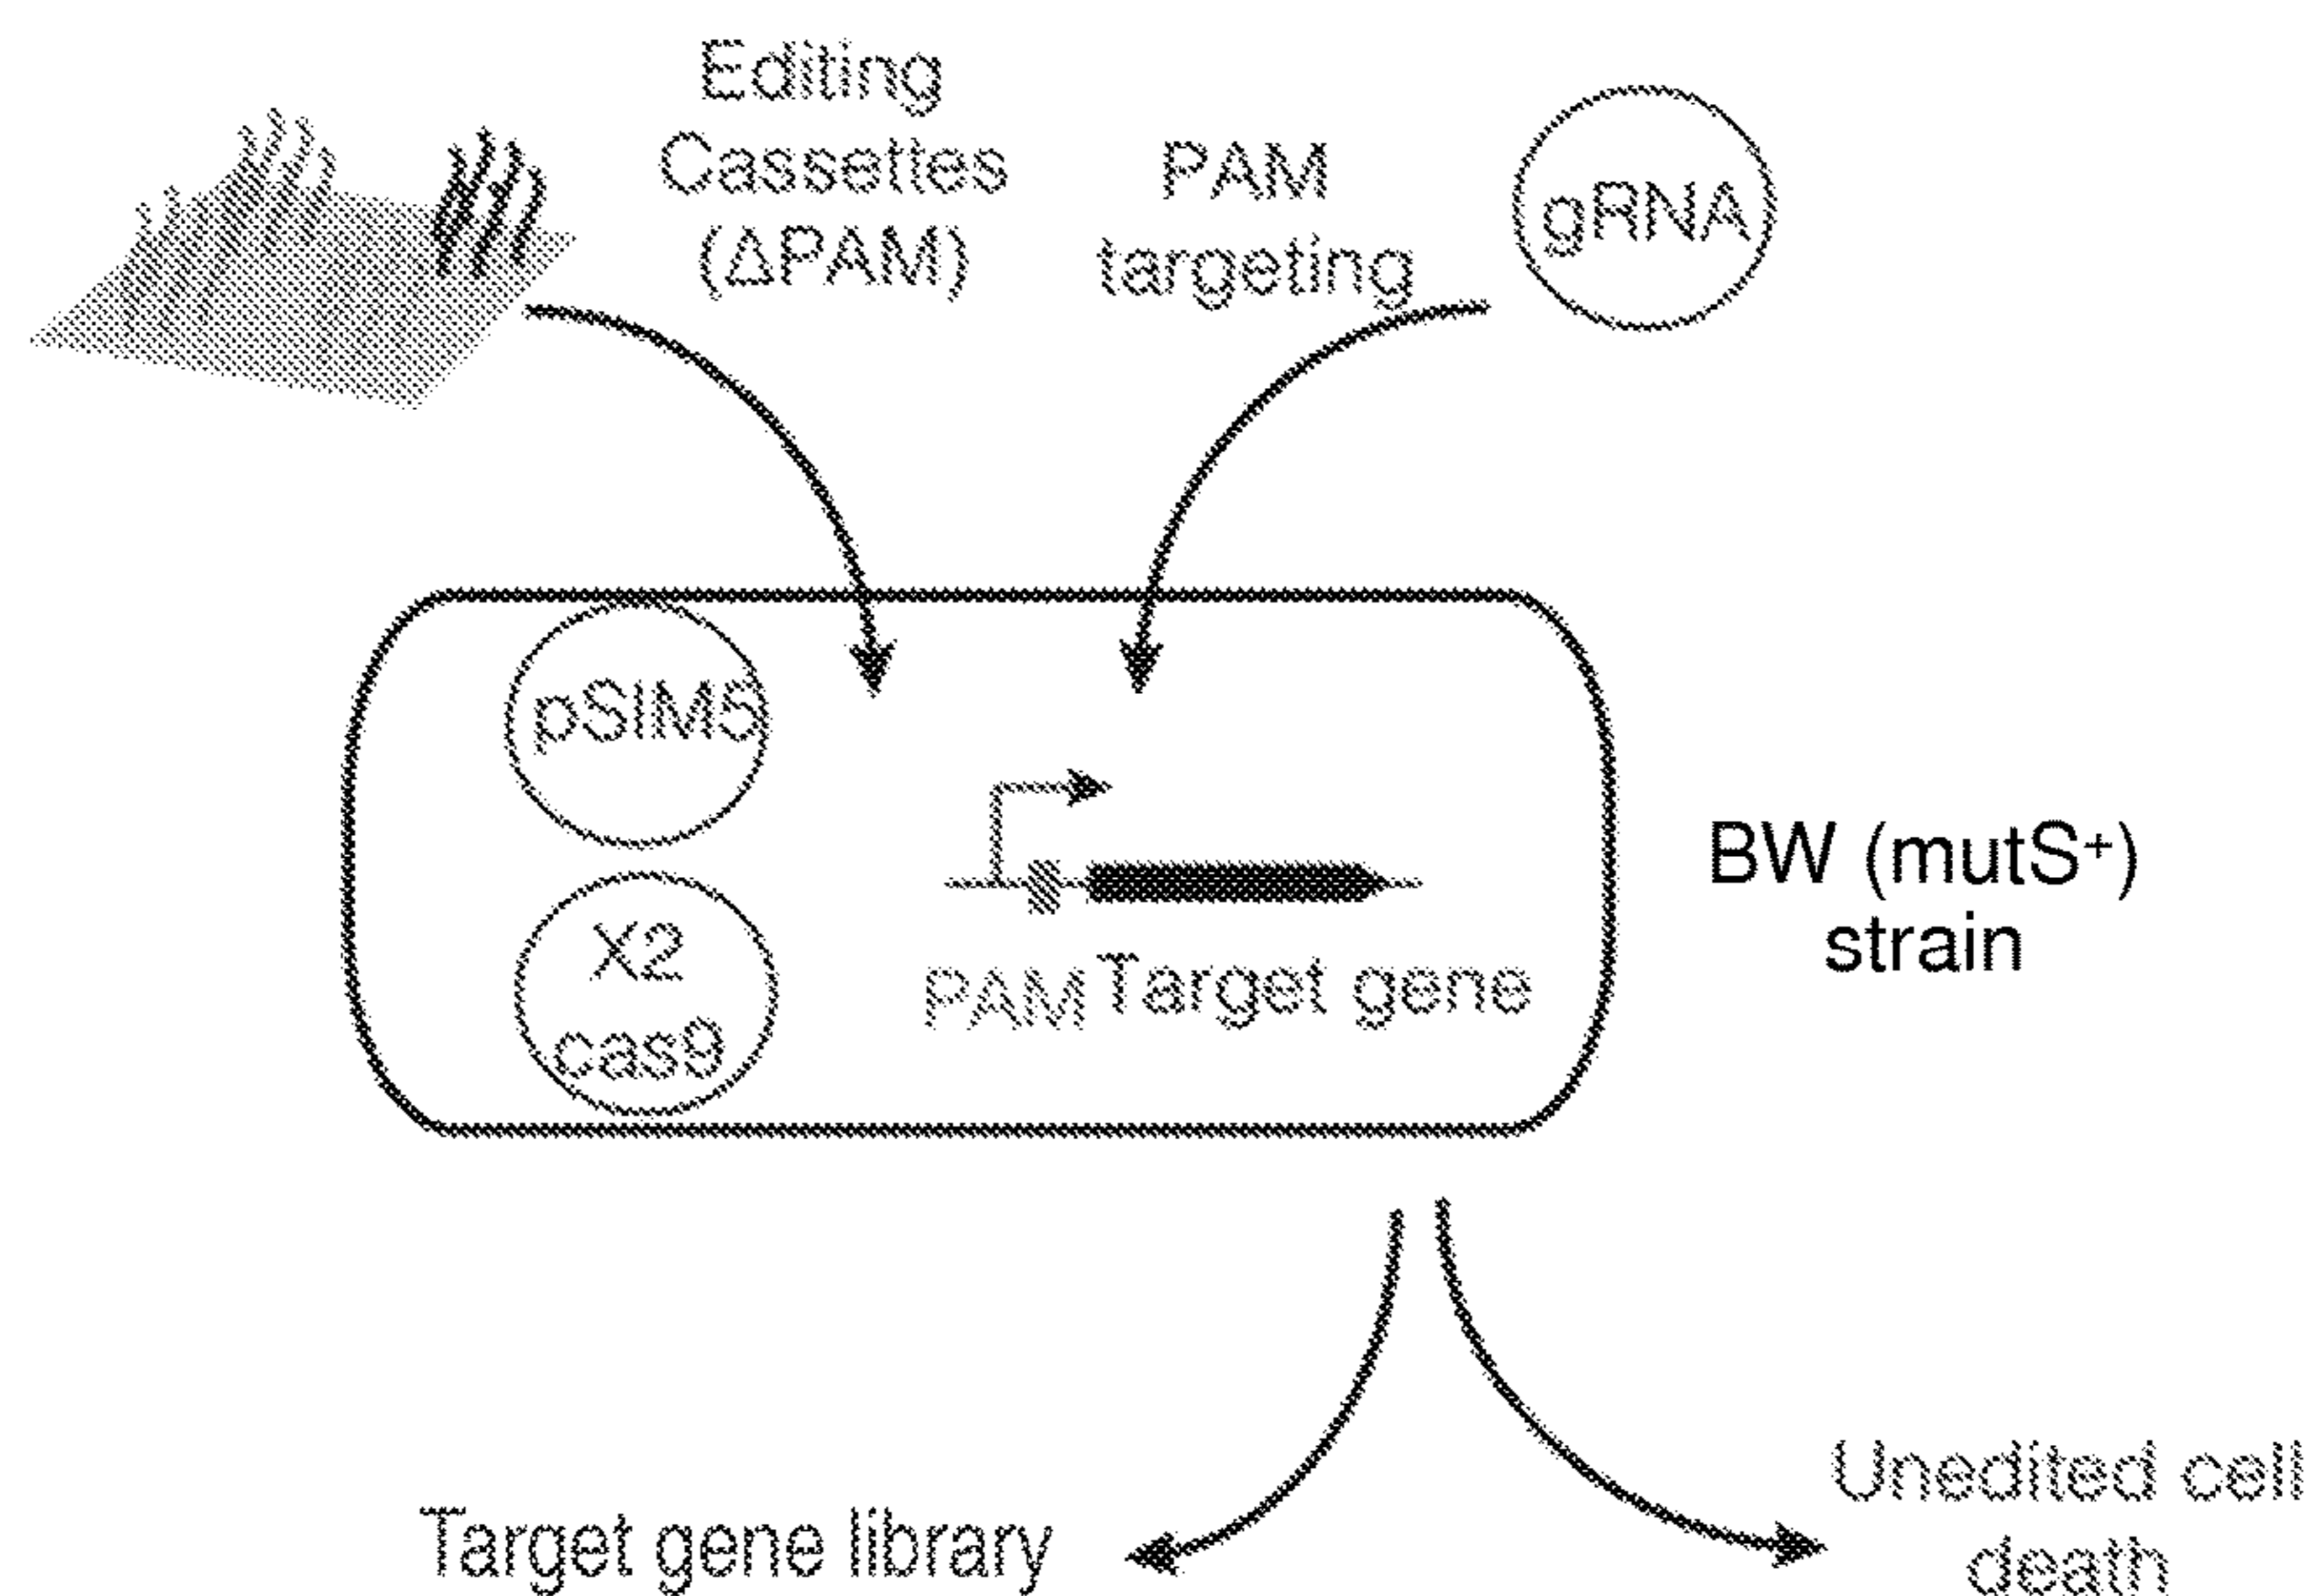 Editing
Cassettes
(ΔPAM)
PAM
targeting
gRNA
pSIM5
X2
cas9
PAM
Target gene
BW (mutS⁺)
strain
Target gene library
Unedited cell
death